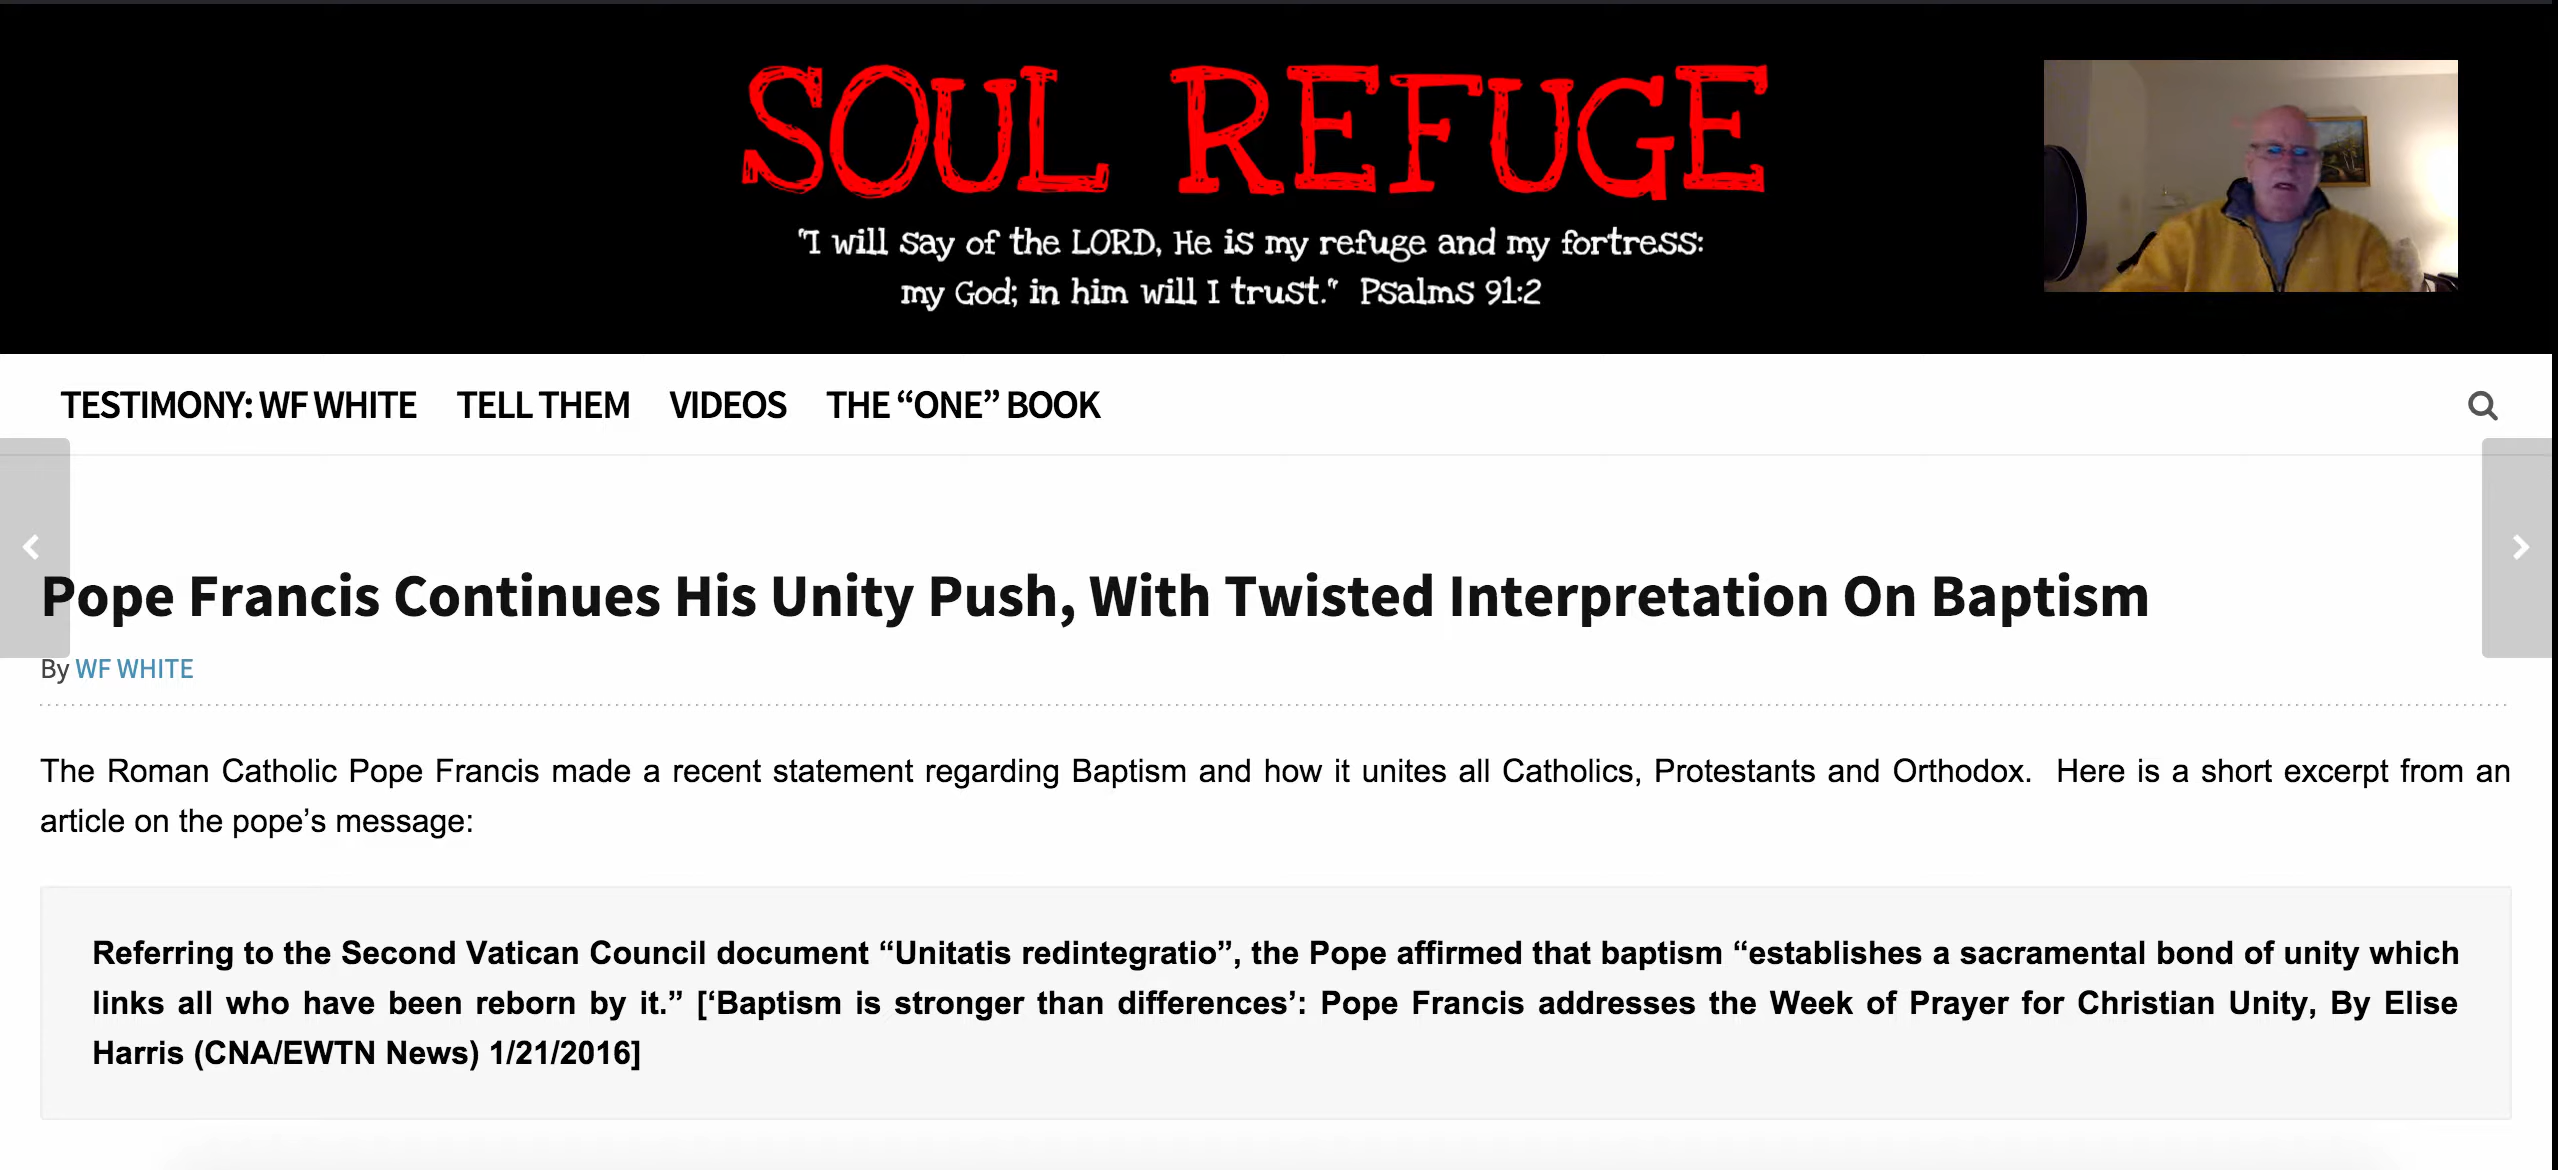 SOUL REFUGE
"I will say of the LORD, He is my refuge and my fortress:
my God; in him will I trust." Psalms 91:2
TESTIMONY: WF WHITE TELL THEM VIDEOS THE “ONE” BOOK
Pope Francis Continues His Unity Push, With Twisted Interpretation On Baptism
By WF WHITE
The Roman Catholic Pope Francis made a recent statement regarding Baptism and how it unites all Catholics, Protestants and Orthodox. Here is a short excerpt from an
article on the pope’s message:
Referring to the Second Vatican Council document “Unitatis redintegratio”, the Pope affirmed that baptism “establishes a sacramental bond of unity which
links all who have been reborn by it.” [‘Baptism is stronger than differences’: Pope Francis addresses the Week of Prayer for Christian Unity, By Elise
Harris (CNA/EWTN News) 1/21/2016]